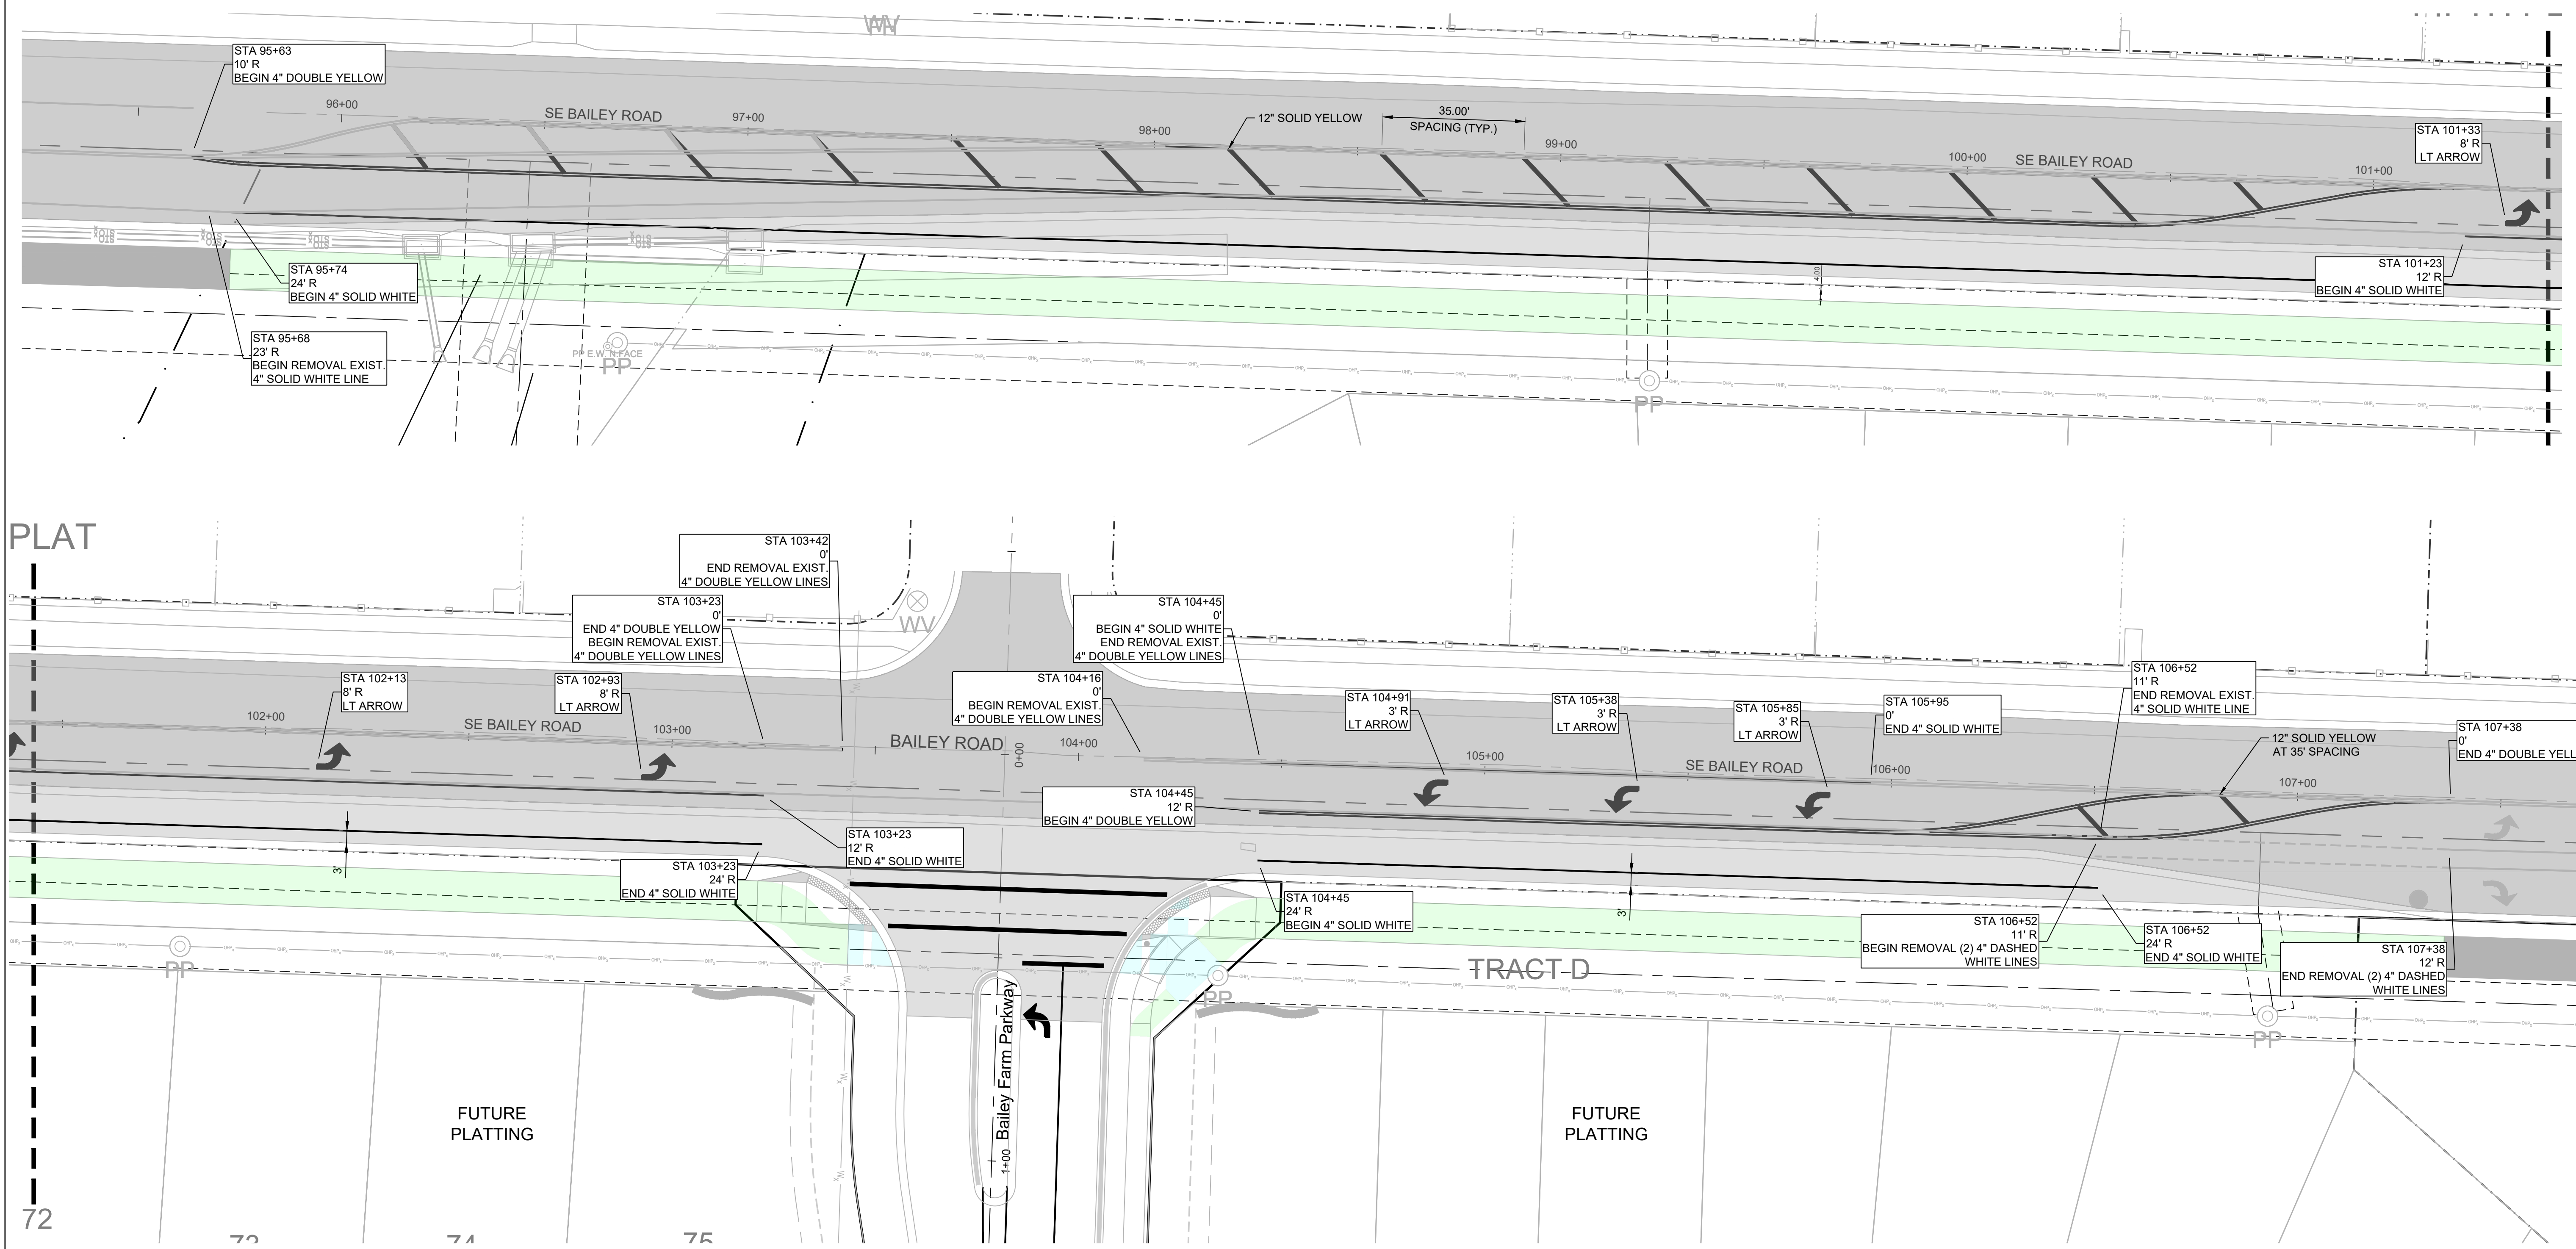 WV
STA 95+63
10' R
BEGIN 4" DOUBLE YELLOW
96+00
SE BAILEY ROAD
97+00
98+00
12" SOLID YELLOW
35.00'
SPACING (TYP.)
99+00
100+00
SE BAILEY ROAD
101+00
STA 101+33
8' R
LT ARROW
STA 95+74
24' R
BEGIN 4" SOLID WHITE
STA 95+68
23' R
BEGIN REMOVAL EXIST.
4" SOLID WHITE LINE
PP E.W. N.FACE
PP
PP
4.00'
STA 101+23
12' R
BEGIN 4" SOLID WHITE
PLAT
STA 103+42
0'
END REMOVAL EXIST.
4" DOUBLE YELLOW LINES
STA 103+23
0'
END 4" DOUBLE YELLOW
BEGIN REMOVAL EXIST.
4" DOUBLE YELLOW LINES
WV
STA 104+45
0'
BEGIN 4" SOLID WHITE
END REMOVAL EXIST.
4" DOUBLE YELLOW LINES
STA 102+13
8' R
LT ARROW
STA 102+93
8' R
LT ARROW
STA 104+16
0'
BEGIN REMOVAL EXIST.
4" DOUBLE YELLOW LINES
STA 104+91
3' R
LT ARROW
STA 105+38
3' R
LT ARROW
STA 105+85
3' R
LT ARROW
STA 105+95
0'
END 4" SOLID WHITE
STA 106+52
11' R
END REMOVAL EXIST.
4" SOLID WHITE LINE
12" SOLID YELLOW
AT 35' SPACING
STA 107+38
0'
END 4" DOUBLE YELL
102+00
SE BAILEY ROAD
103+00
BAILEY ROAD
0+00
104+00
105+00
SE BAILEY ROAD
106+00
107+00
STA 104+45
12' R
BEGIN 4" DOUBLE YELLOW
3'
STA 103+23
12' R
END 4" SOLID WHITE
STA 103+23
24' R
END 4" SOLID WHITE
STA 104+45
24' R
BEGIN 4" SOLID WHITE
3'
STA 106+52
11' R
BEGIN REMOVAL (2) 4" DASHED
WHITE LINES
STA 106+52
24' R
END 4" SOLID WHITE
STA 107+38
12' R
END REMOVAL (2) 4" DASHED
WHITE LINES
PP
PP
TRACT D
PP
Bailey Farm Parkway
1+00
FUTURE
PLATTING
FUTURE
PLATTING
72
73
74
75